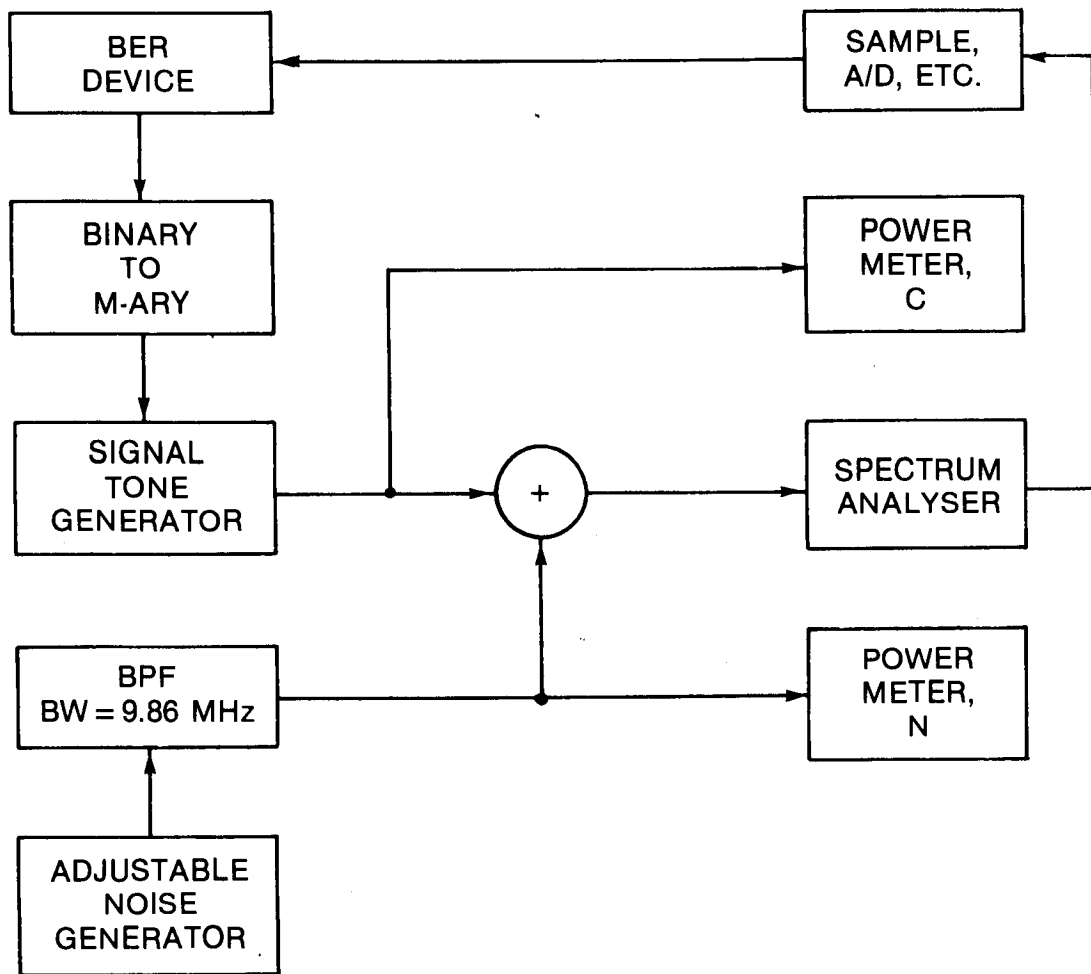 BER
DEVICE
SAMPLE,
A/D, ETC.
BINARY
TO
M-ARY
POWER
METER,
C
SIGNAL
TONE
GENERATOR
+
SPECTRUM
ANALYSER
BPF
BW = 9.86 MHz
POWER
METER,
N
ADJUSTABLE
NOISE
GENERATOR